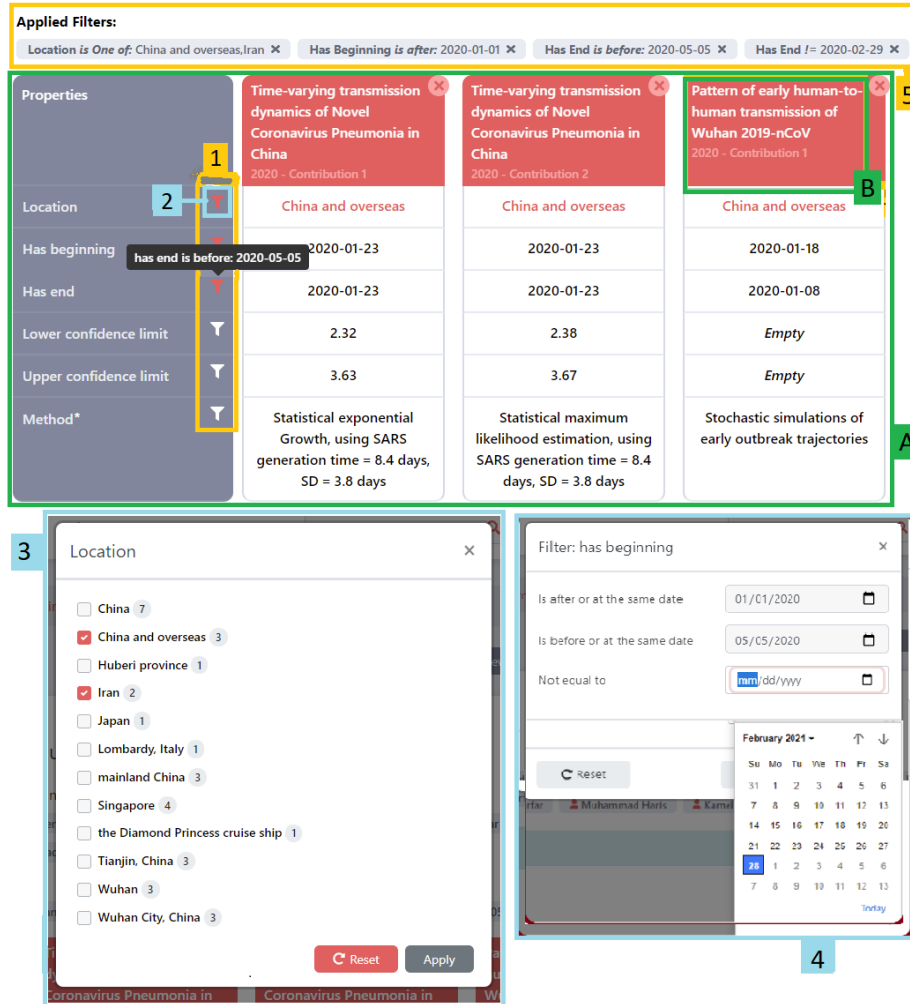 Applied Filters:
Location is One of: China and overseas,Iran ✕ Has Beginning is after: 2020-01-01 ✕ Has End is before: 2020-05-05 ✕ Has End != 2020-02-29 ✕
5
Properties
Time-varying transmission
dynamics of Novel
Coronavirus Pneumonia in
China
2020 - Contribution 1
Time-varying transmission
dynamics of Novel
Coronavirus Pneumonia in
China
2020 - Contribution 2
Pattern of early human-to-
human transmission of
Wuhan 2019-nCoV
2020 - Contribution 1
1
2
B
Location China and overseas China and overseas China and overseas
Has beginning 2020-01-23 2020-01-23 2020-01-18
has end is before: 2020-05-05
Has end 2020-01-23 2020-01-23 2020-01-08
Lower confidence limit 2.32 2.38 Empty
Upper confidence limit 3.63 3.67 Empty
Method*
Statistical exponential
Growth, using SARS
generation time = 8.4 days,
SD = 3.8 days
Statistical maximum
likelihood estimation, using
SARS generation time = 8.4
days, SD = 3.8 days
Stochastic simulations of
early outbreak trajectories
A
3
Location ×
China 7
China and overseas 3
Huberi province 1
Iran 2
Japan 1
Lombardy, Italy 1
mainland China 3
Singapore 4
the Diamond Princess cruise ship 1
Tianjin, China 3
Wuhan 3
Wuhan City, China 3
Reset Apply
Coronavirus Pneumonia in Coronavirus Pneumonia in
Filter: has beginning ×
Is after or at the same date 01/01/2020
Is before or at the same date 05/05/2020
Not equal to mm/dd/yyyy
February 2021
Su Mo Tu We Th Fr Sa
31 1 2 3 4 5 6
7 8 9 10 11 12 13
14 15 16 17 18 19 20
21 22 23 24 25 26 27
28 1 2 3 4 5 6
7 8 9 10 11 12 13
Today
Reset
Muhammad Haris Kamel
4